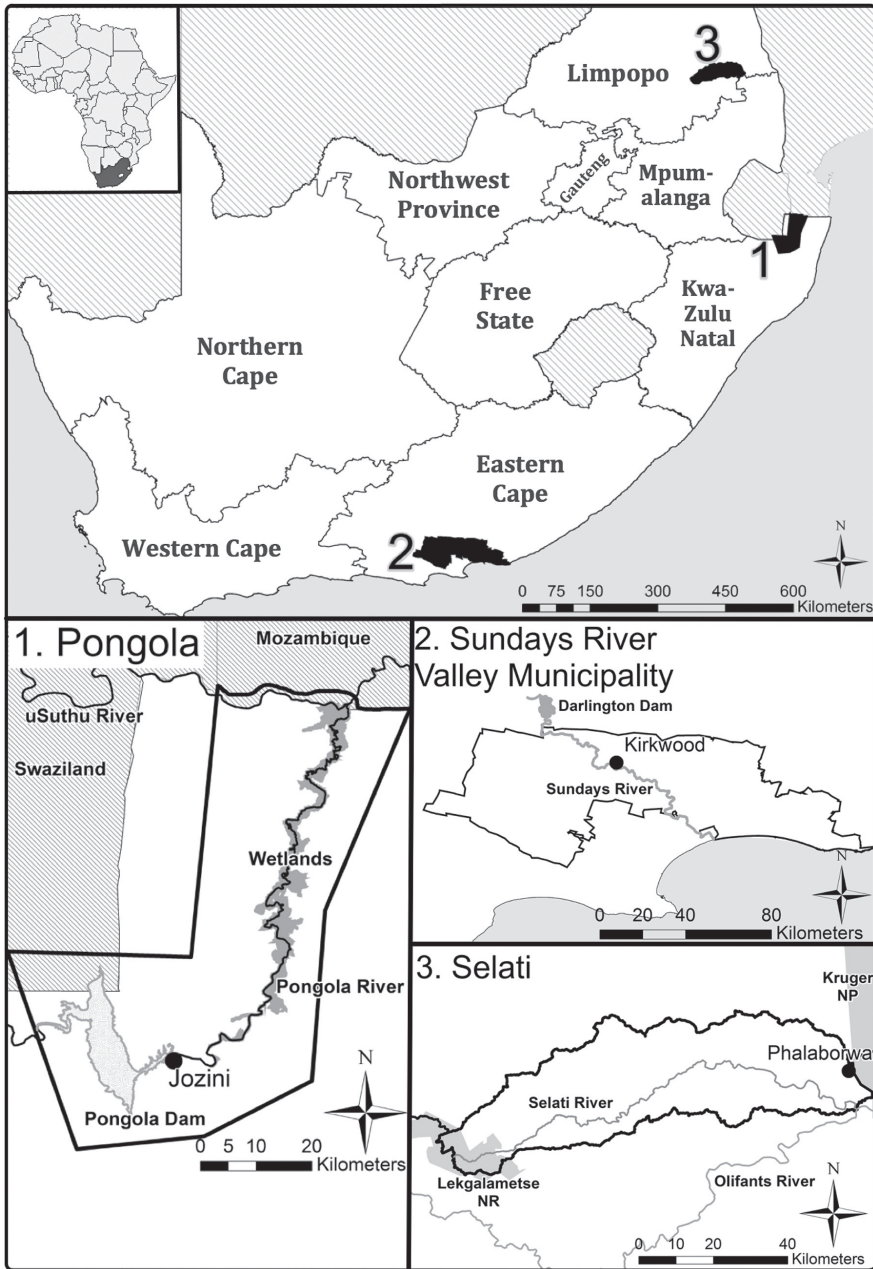 3
Limpopo
Gauteng
Mpum-
alanga
Northwest
Province
1
Free
State
Kwa-
Zulu
Natal
Northern
Cape
Eastern
Cape
Western Cape
2
N
0 75 150 300 450 600
Kilometers
1. Pongola
Mozambique
uSuthu River
Swaziland
Wetlands
Pongola River
Jozini
Pongola Dam
N
0 5 10 20
Kilometers
2. Sundays River
Valley Municipality
Darlington Dam
Kirkwood
Sundays River
N
0 20 40 80
Kilometers
3. Selati
Kruger
NP
Phalaborwa
Selati River
Lekgalametse
NR
Olifants River
N
0 10 20 40
Kilometers